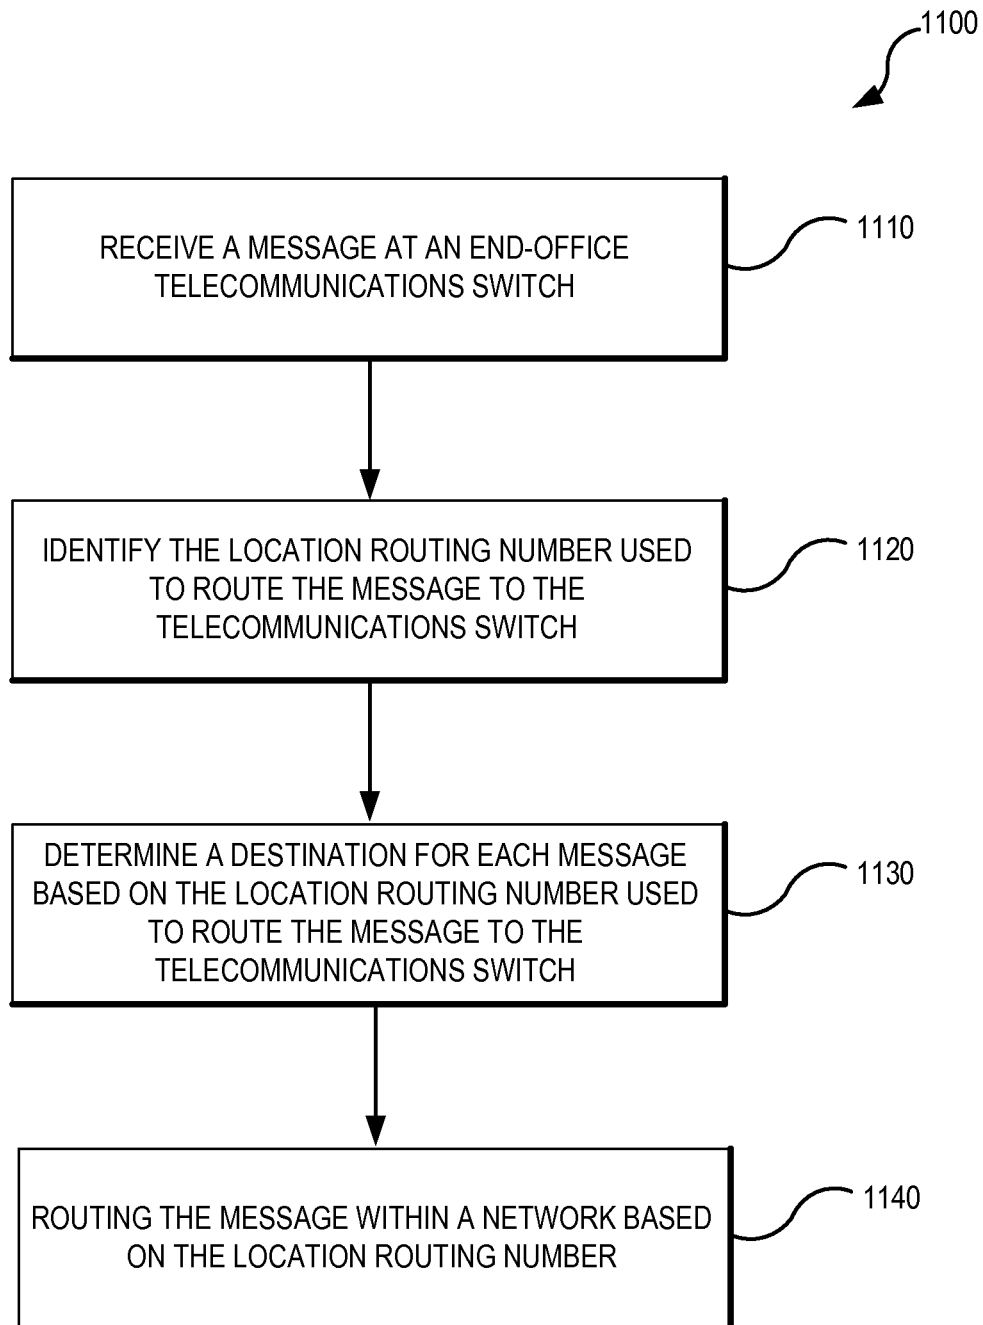 1100
RECEIVE A MESSAGE AT AN END-OFFICE
TELECOMMUNICATIONS SWITCH
1110
IDENTIFY THE LOCATION ROUTING NUMBER USED
TO ROUTE THE MESSAGE TO THE
TELECOMMUNICATIONS SWITCH
1120
DETERMINE A DESTINATION FOR EACH MESSAGE
BASED ON THE LOCATION ROUTING NUMBER USED
TO ROUTE THE MESSAGE TO THE
TELECOMMUNICATIONS SWITCH
1130
ROUTING THE MESSAGE WITHIN A NETWORK BASED
ON THE LOCATION ROUTING NUMBER
1140